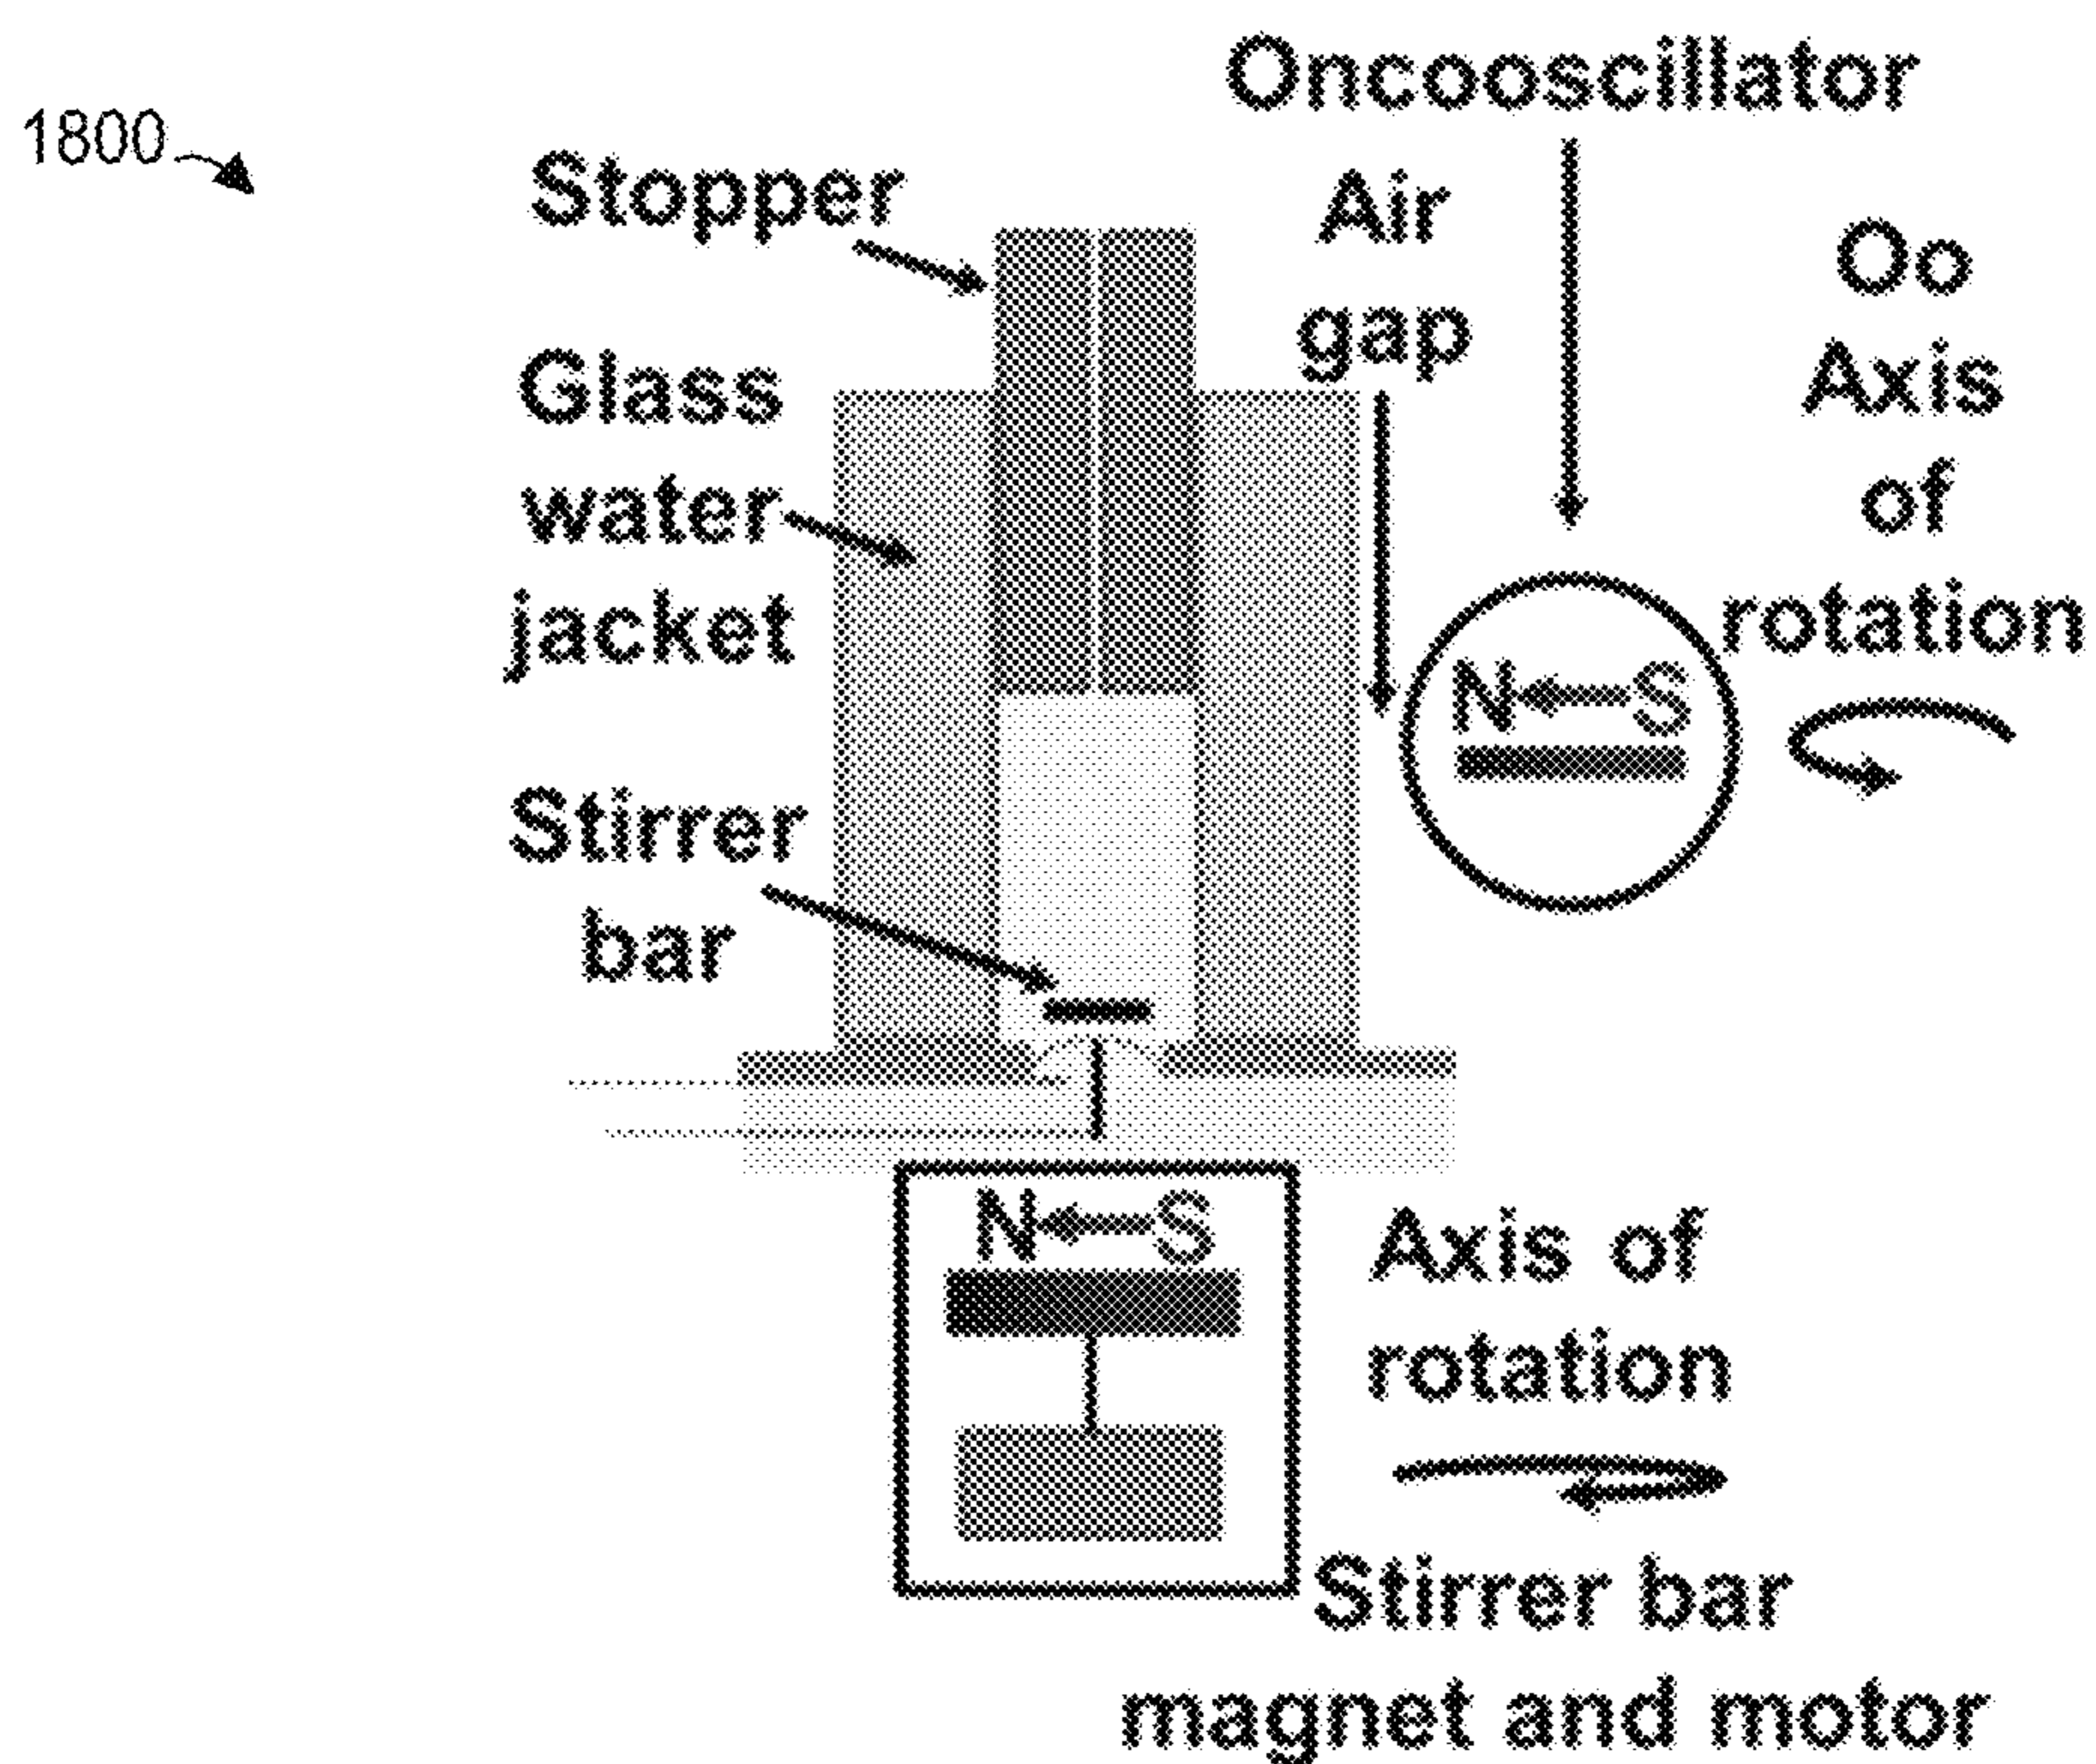 1800
Oncooscillator
Stopper
Air
gap
Oo
Axis
of
rotation
Glass
water
jacket
N S
Stirrer
bar
N S
Axis of
rotation
Stirrer bar
magnet and motor